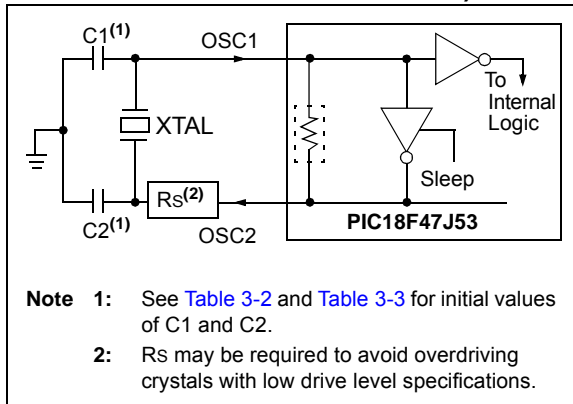 C1(1)
OSC1
To
Internal
Logic
XTAL
Sleep
RS(2)
C2(1)
OSC2
PIC18F47J53
Note 1: See Table 3-2 and Table 3-3 for initial values
of C1 and C2.
2: RS may be required to avoid overdriving
crystals with low drive level specifications.